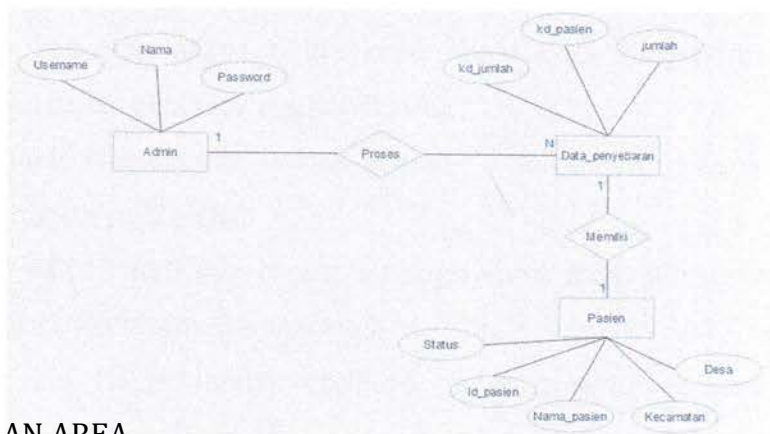 kd_pasien
Nama
jumlah
Username
kd_jumlah
Password
1
N
Admin
Proses
Data_penyebaran
1
Memilki
1
Pasien
Status
Desa
Id_pasien
Nama_pasien
Kecamatan
AN AREA